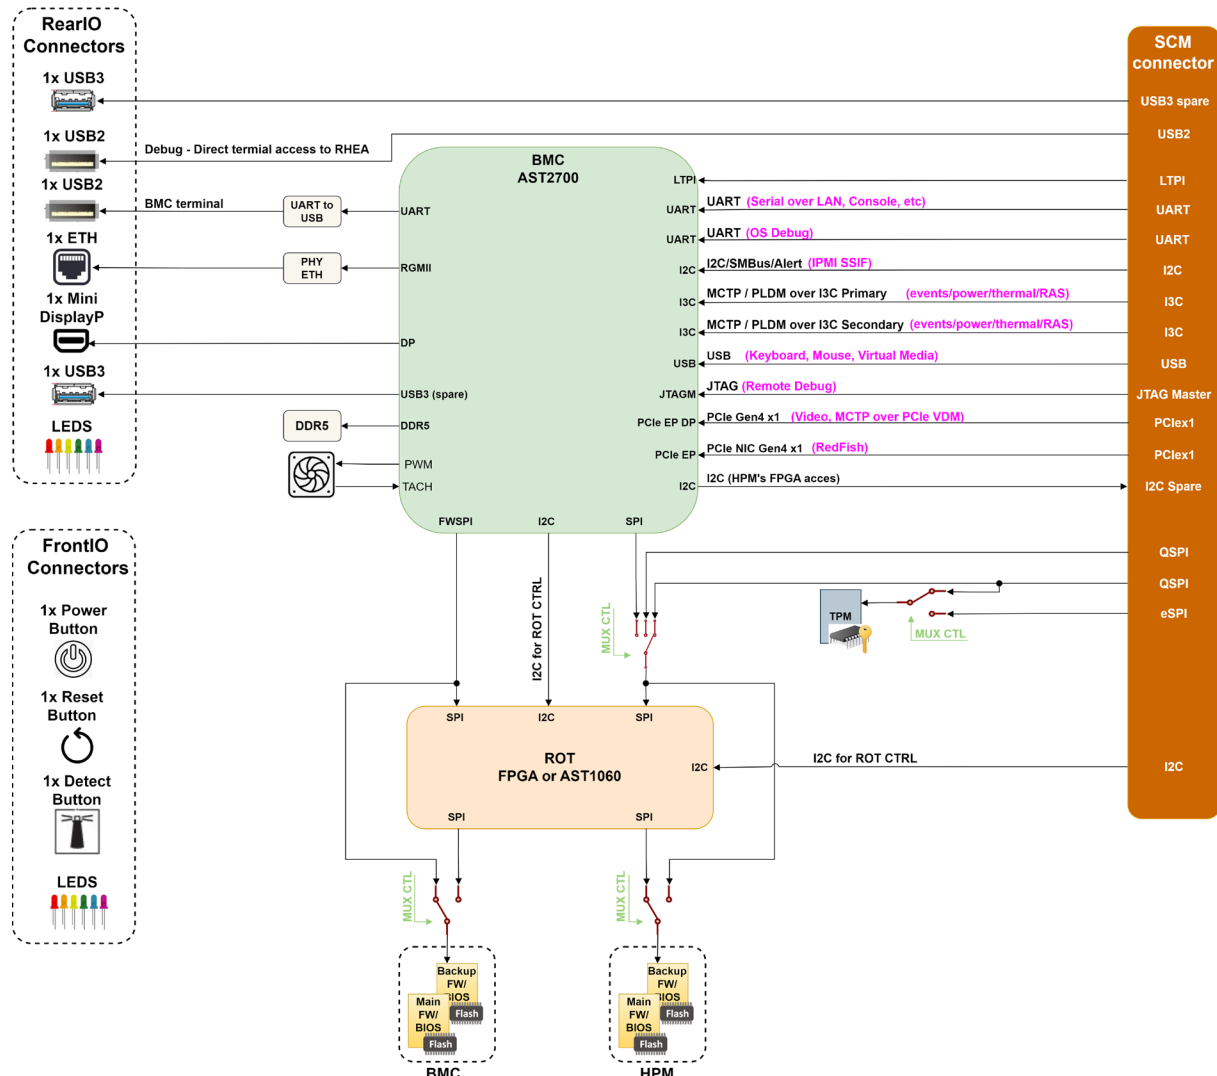 RearIO
Connectors
1x USB3
1x USB2
1x USB2
1x ETH
1x Mini
DisplayP
1x USB3
LEDS
FrontIO
Connectors
1x Power
Button
1x Reset
Button
1x Detect
Button
LEDS
Debug - Direct termial access to RHEA
BMC terminal
UART to
USB
PHY
ETH
DDR5
BMC
AST2700
UART
RGMII
DP
USB3 (spare)
DDR5
PWM
TACH
LTPI
UART
UART
I2C
I3C
I3C
USB
JTAGM
PCIe EP DP
PCIe EP
I2C
FWSPI
I2C
SPI
UART (Serial over LAN, Console, etc)
UART (OS Debug)
I2C/SMBus/Alert (IPMI SSIF)
MCTP / PLDM over I3C Primary (events/power/thermal/RAS)
MCTP / PLDM over I3C Secondary (events/power/thermal/RAS)
USB (Keyboard, Mouse, Virtual Media)
JTAG (Remote Debug)
PCIe Gen4 x1 (Video, MCTP over PCIe VDM)
PCIe NIC Gen4 x1 (RedFish)
I2C (HPM's FPGA acces)
SCM
connector
USB3 spare
USB2
LTPI
UART
UART
I2C
I3C
I3C
USB
JTAG Master
PCIex1
PCIex1
I2C Spare
QSPI
QSPI
eSPI
I2C
TPM
MUX CTL
I2C for ROT CTRL
MUX CTL
SPI
I2C
SPI
ROT
FPGA or AST1060
I2C
I2C for ROT CTRL
SPI
SPI
MUX CTL
MUX CTL
Backup
FW/
BIOS
Flash
Main
FW/
BIOS
Flash
BMC
Backup
FW/
BIOS
Flash
Main
FW/
BIOS
Flash
HPM